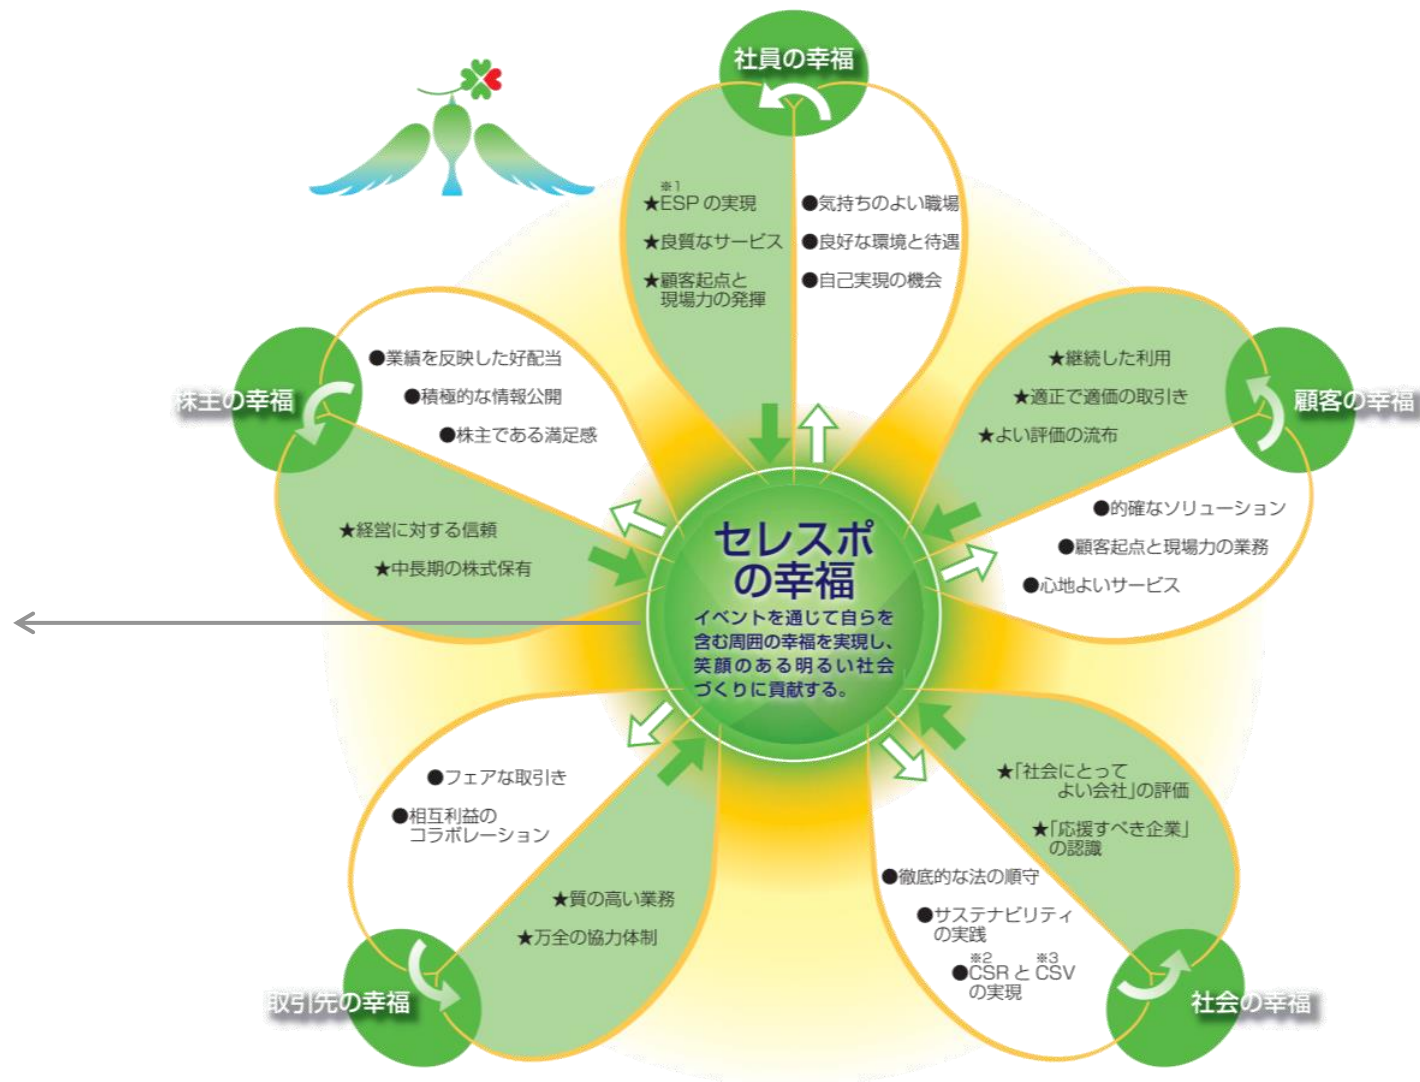 社員の幸福
※1
★ESPの実現
★良質なサービス
★顧客起点と
現場力の発揮
●気持ちのよい職場
●良好な環境と待遇
●自己実現の機会
株主の幸福
●業績を反映した好配当
●積極的な情報公開
●株主である満足感
★経営に対する信頼
★中長期の株式保有
顧客の幸福
★継続した利用
★適正で適価の取引き
★よい評価の流布
●的確なソリューション
●顧客起点と現場力の業務
●心地よいサービス
セレスポ
の幸福
イベントを通じて自らを
含む周囲の幸福を実現し、
笑顔のある明るい社会
づくりに貢献する。
●フェアな取引き
●相互利益の
コラボレーション
★質の高い業務
★万全の協力体制
取引先の幸福
★「社会にとって
よい会社」の評価
★「応援すべき企業」
の認識
●徹底的な法の順守
●サステナビリティ
の実践
※2 ※3
●CSRとCSV
の実現
社会の幸福